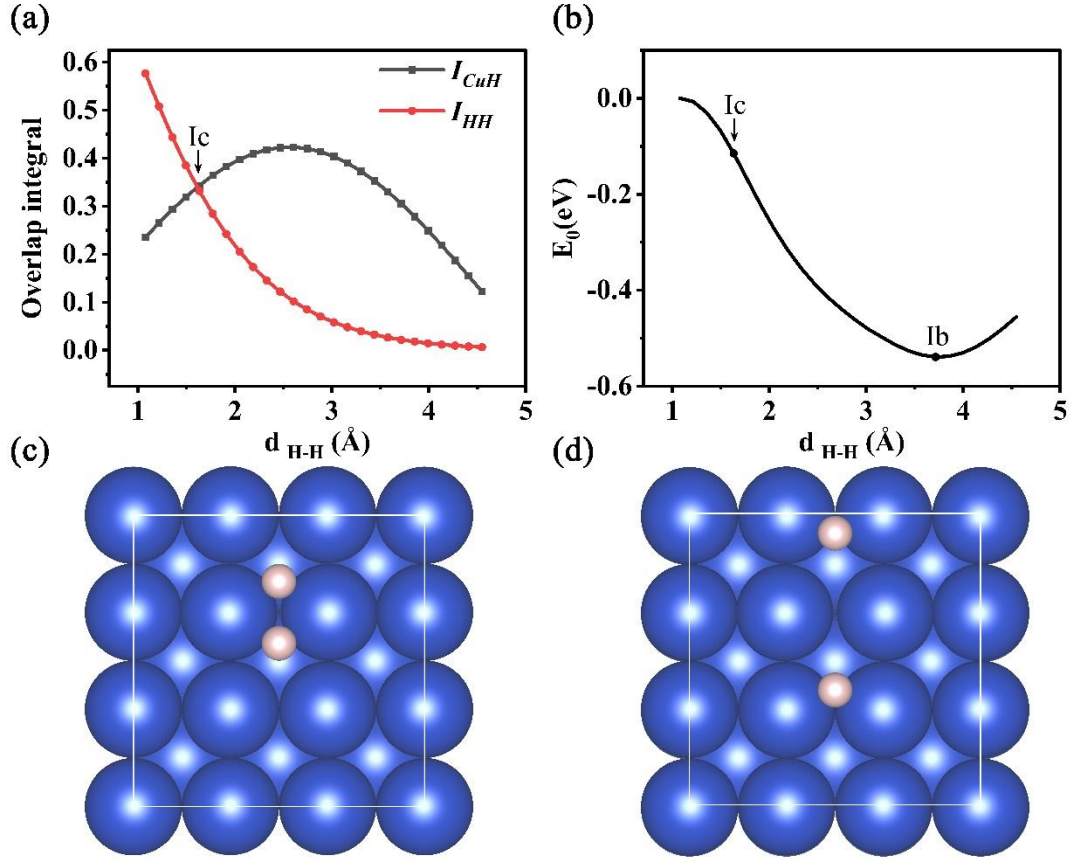 (a)
Overlap integral
0.6
0.5
0.4
0.3
0.2
0.1
0.0
I_CuH
I_HH
Ic
1 2 3 4 5
d H-H (Å)
(b)
E0(eV)
0.0
-0.2
-0.4
-0.6
Ic
Ib
1 2 3 4 5
d H-H (Å)
(c)
(d)